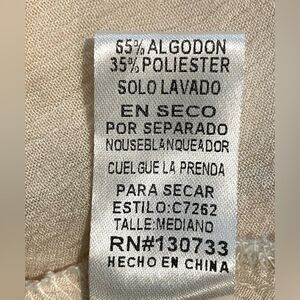 65% ALGODON
35% POLIESTER
SOLO LAVADO
EN SECO
POR SEPARADO
NOUSEBLANQUEADOR
CUELGUE LA PRENDA
PARA SECAR
ESTILO:C7262
TALLE:MEDIANO
RN#130733
HECHO EN CHINA